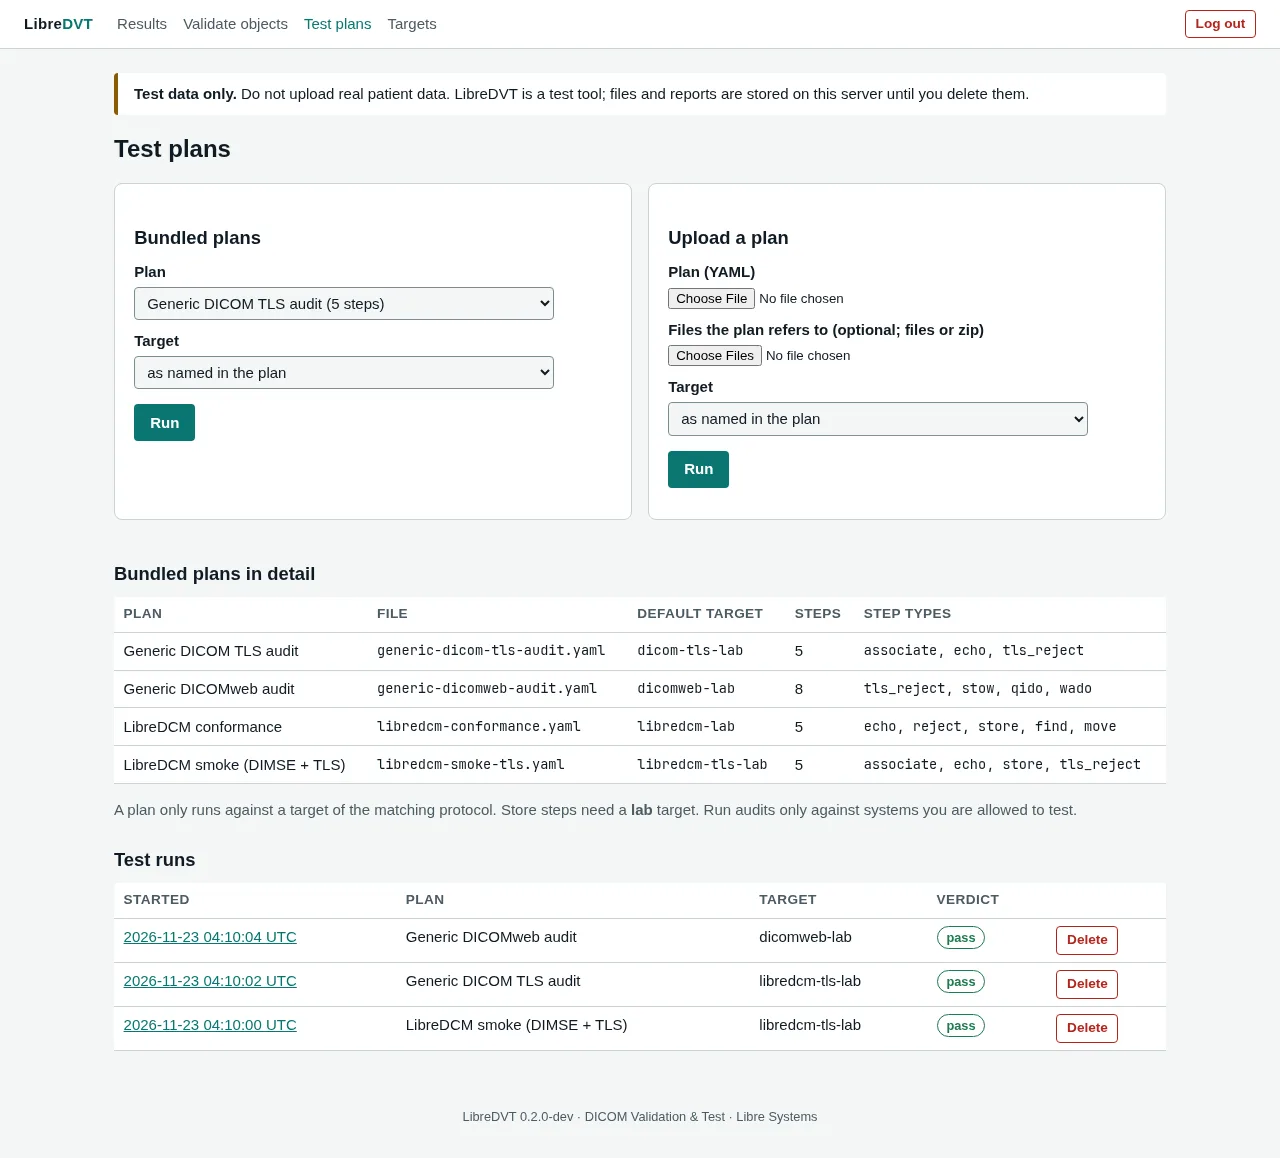 LibreDVT Results Validate objects Test plans Targets Log out
Test data only. Do not upload real patient data. LibreDVT is a test tool; files and reports are stored on this server until you delete them.
Test plans
Bundled plans
Plan
Generic DICOM TLS audit (5 steps)
Target
as named in the plan
Run
Upload a plan
Plan (YAML)
Choose File No file chosen
Files the plan refers to (optional; files or zip)
Choose Files No file chosen
Target
as named in the plan
Run
Bundled plans in detail
PLAN FILE DEFAULT TARGET STEPS STEP TYPES
Generic DICOM TLS audit generic-dicom-tls-audit.yaml dicom-tls-lab 5 associate, echo, tls_reject
Generic DICOMweb audit generic-dicomweb-audit.yaml dicomweb-lab 8 tls_reject, stow, qido, wado
LibreDCM conformance libredcm-conformance.yaml libredcm-lab 5 echo, reject, store, find, move
LibreDCM smoke (DIMSE + TLS) libredcm-smoke-tls.yaml libredcm-tls-lab 5 associate, echo, store, tls_reject
A plan only runs against a target of the matching protocol. Store steps need a lab target. Run audits only against systems you are allowed to test.
Test runs
STARTED PLAN TARGET VERDICT
2026-11-23 04:10:04 UTC Generic DICOMweb audit dicomweb-lab pass Delete
2026-11-23 04:10:02 UTC Generic DICOM TLS audit libredcm-tls-lab pass Delete
2026-11-23 04:10:00 UTC LibreDCM smoke (DIMSE + TLS) libredcm-tls-lab pass Delete
LibreDVT 0.2.0-dev · DICOM Validation & Test · Libre Systems